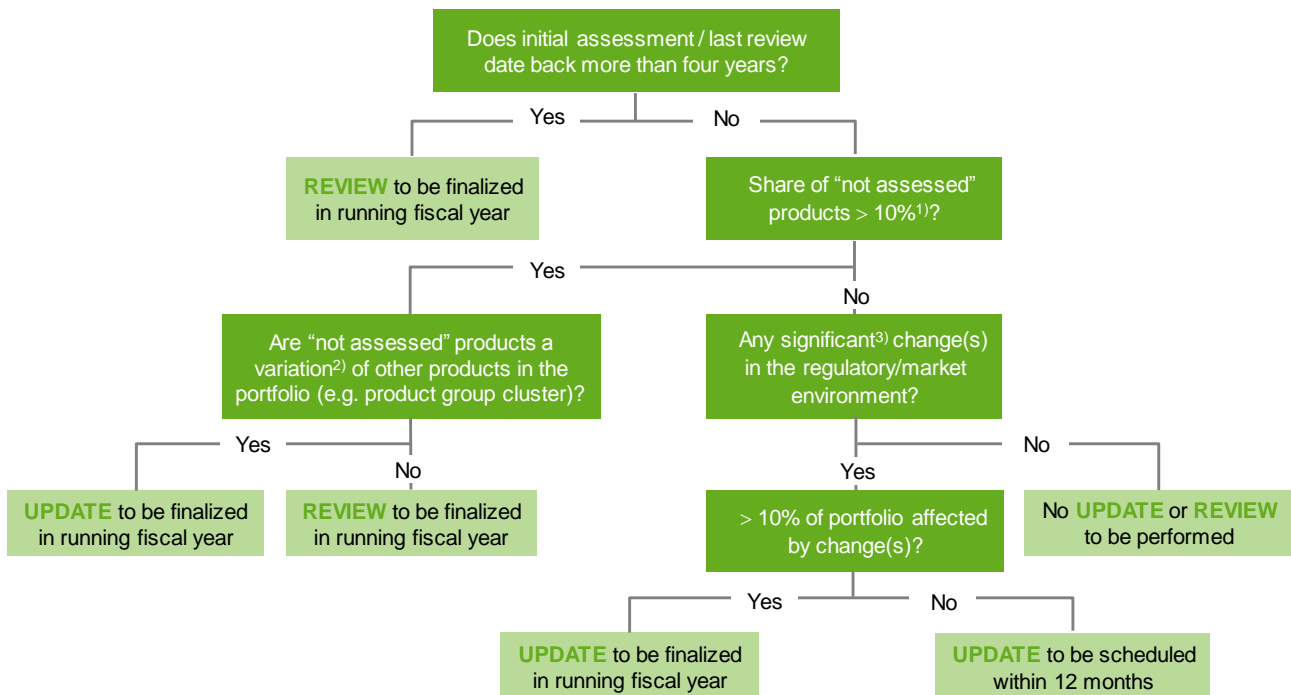 Does initial assessment / last review
date back more than four years?
Yes
No
REVIEW to be finalized
in running fiscal year
Share of “not assessed”
products > 10%1)?
Yes
No
Are “not assessed” products a
variation2) of other products in the
portfolio (e.g. product group cluster)?
Any significant3) change(s)
in the regulatory/market
environment?
Yes
No
Yes
No
UPDATE to be finalized
in running fiscal year
REVIEW to be finalized
in running fiscal year
> 10% of portfolio affected
by change(s)?
No UPDATE or REVIEW
to be performed
Yes
No
UPDATE to be finalized
in running fiscal year
UPDATE to be scheduled
within 12 months